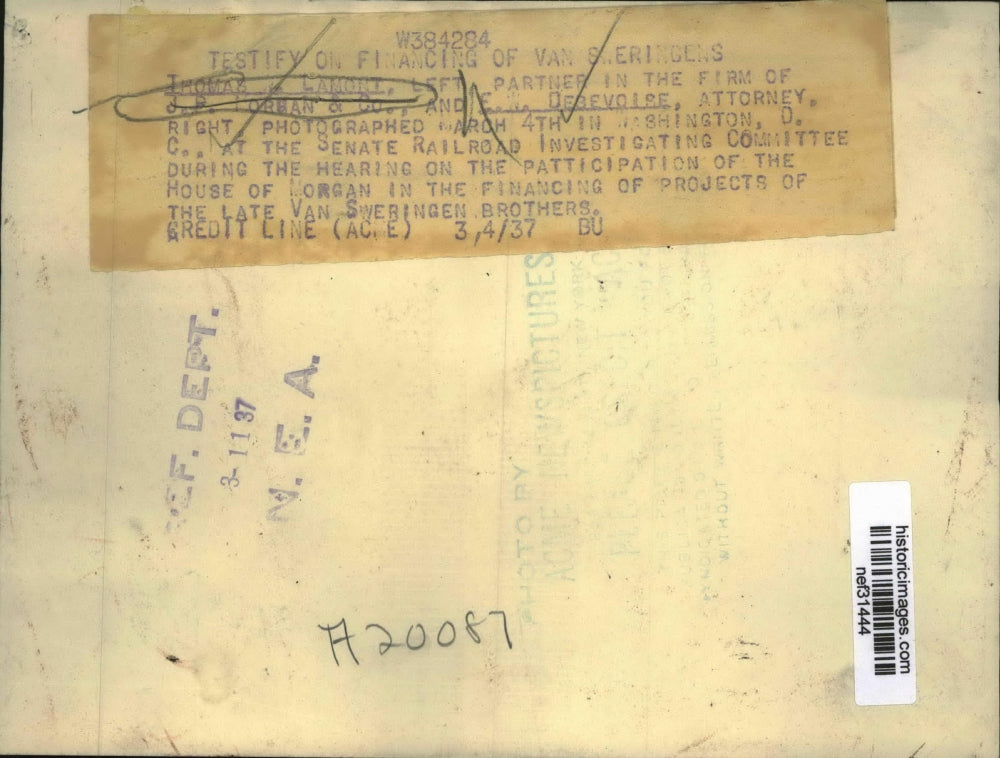 W384284
TESTIFY ON FINANCING OF VAN SWERINGENS
THOMAS W. LAMONT, LEFT, PARTNER IN THE FIRM OF
J.P. MORGAN & CO., AND DEBEVOISE, ATTORNEY,
RIGHT, PHOTOGRAPHED MARCH 4TH IN WASHINGTON, D.
C., AT THE SENATE RAILROAD INVESTIGATING COMMITTEE
DURING THE HEARING ON THE PATTICIPATION OF THE
HOUSE OF MORGAN IN THE FINANCING OF PROJECTS OF
THE LATE VAN SWERINGEN BROTHERS.
CREDIT LINE (ACME) 3,4/37 BU
REF. DEPT.
3-11 37
N. E. A.
PHOTO BY
ACME NEWSPICTURES
NEW YORK
WITHOUT
A20087
historicimages.com
nef31444